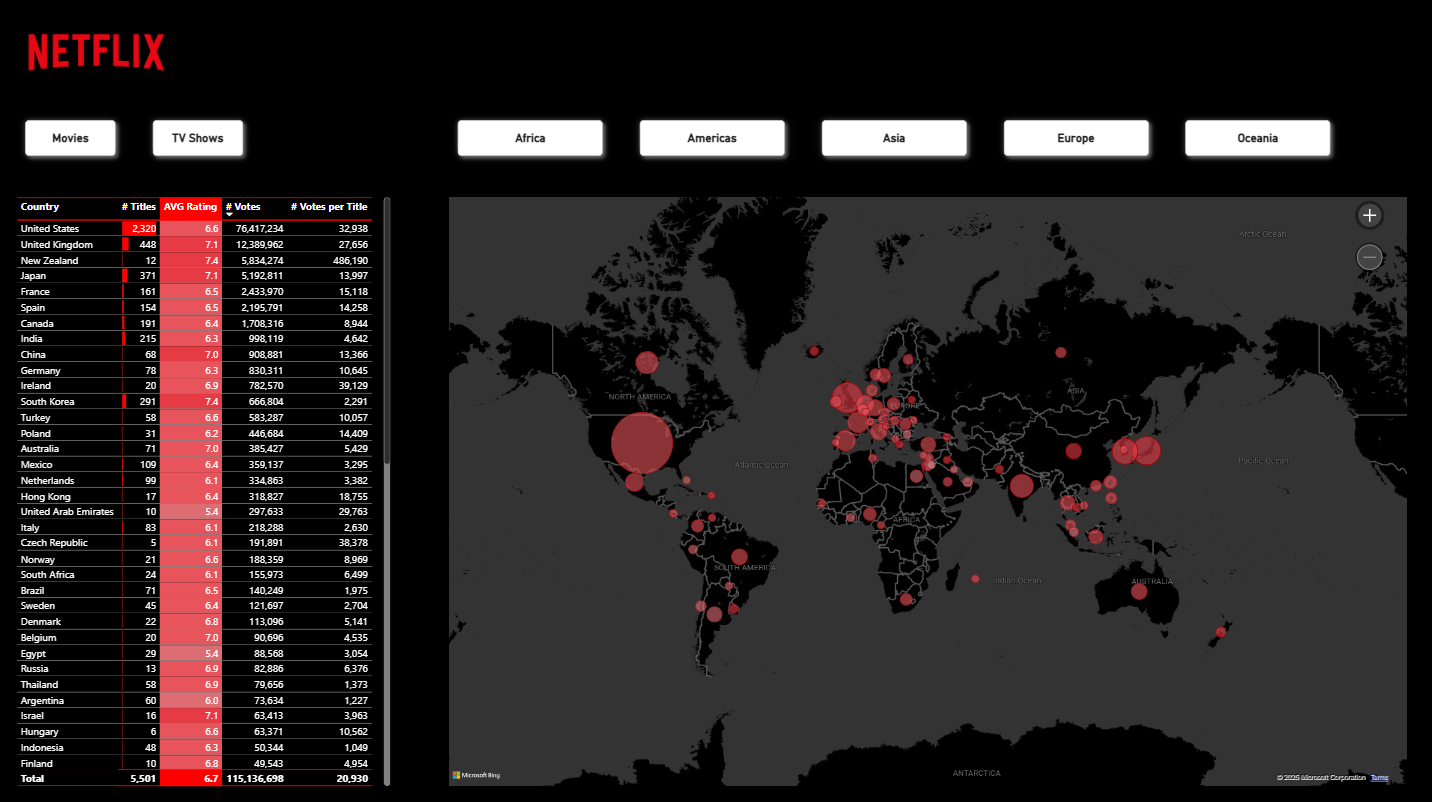 NETFLIX
Movies TV Shows Africa Americas Asia Europe Oceania
Country # Titles AVG Rating # Votes # Votes per Title
United States 2,320 6.6 76,417,234 32,938
United Kingdom 448 7.1 12,389,962 27,656
New Zealand 12 7.4 5,834,274 486,190
Japan 371 7.1 5,192,811 13,997
France 161 6.5 2,433,970 15,118
Spain 154 6.5 2,195,791 14,258
Canada 191 6.4 1,708,316 8,944
India 215 6.3 998,119 4,642
China 68 7.0 908,881 13,366
Germany 78 6.3 830,311 10,645
Ireland 20 6.9 782,570 39,129
South Korea 291 7.4 666,804 2,291
Turkey 58 6.6 583,287 10,057
Poland 31 6.2 446,684 14,409
Australia 71 7.0 385,427 5,429
Mexico 109 6.4 359,137 3,295
Netherlands 99 6.1 334,863 3,382
Hong Kong 17 6.4 318,827 18,755
United Arab Emirates 10 5.4 297,633 29,763
Italy 83 6.1 218,288 2,630
Czech Republic 5 6.1 191,891 38,378
Norway 21 6.6 188,359 8,969
South Africa 24 6.1 155,973 6,499
Brazil 71 6.5 140,249 1,975
Sweden 45 6.4 121,697 2,704
Denmark 22 6.8 113,096 5,141
Belgium 20 7.0 90,696 4,535
Egypt 29 5.4 88,568 3,054
Russia 13 6.9 82,886 6,376
Thailand 58 6.9 79,656 1,373
Argentina 60 6.0 73,634 1,227
Israel 16 7.1 63,413 3,963
Hungary 6 6.6 63,371 10,562
Indonesia 48 6.3 50,344 1,049
Finland 10 6.8 49,543 4,954
Total 5,501 6.7 115,136,698 20,930
Arctic Ocean
ASIA
NORTH AMERICA
EUROPE
Atlantic Ocean
Pacific Ocean
AFRICA
SOUTH AMERICA
Indian Ocean
AUSTRALIA
ANTARCTICA
Microsoft Bing
© 2025 Microsoft Corporation Terms